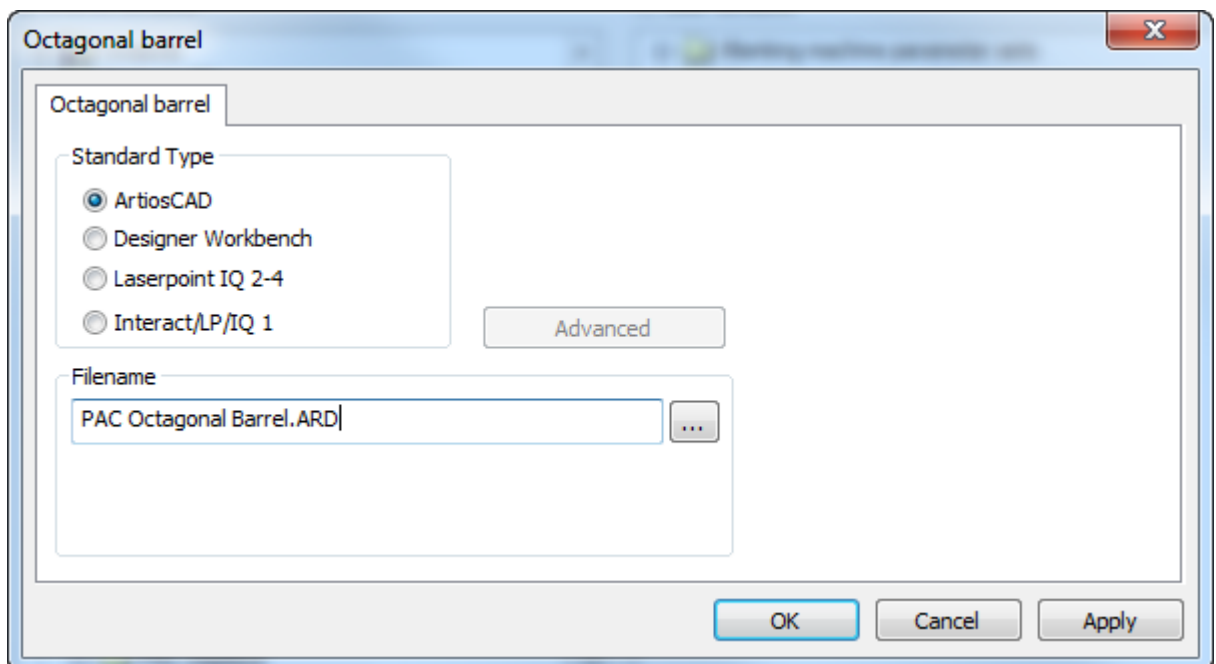 Octagonal barrel
Octagonal barrel
Standard Type
ArtiosCAD
Designer Workbench
Laserpoint IQ 2-4
Interact/LP/IQ 1
Advanced
Filename
PAC Octagonal Barrel.ARD
...
OK Cancel Apply